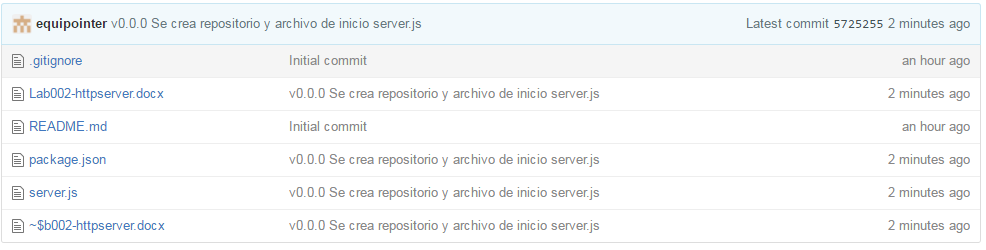 equipointer v0.0.0 Se crea repositorio y archivo de inicio server.js Latest commit 5725255 2 minutes ago
.gitignore Initial commit an hour ago
Lab002-httpserver.docx v0.0.0 Se crea repositorio y archivo de inicio server.js 2 minutes ago
README.md Initial commit an hour ago
package.json v0.0.0 Se crea repositorio y archivo de inicio server.js 2 minutes ago
server.js v0.0.0 Se crea repositorio y archivo de inicio server.js 2 minutes ago
~$b002-httpserver.docx v0.0.0 Se crea repositorio y archivo de inicio server.js 2 minutes ago